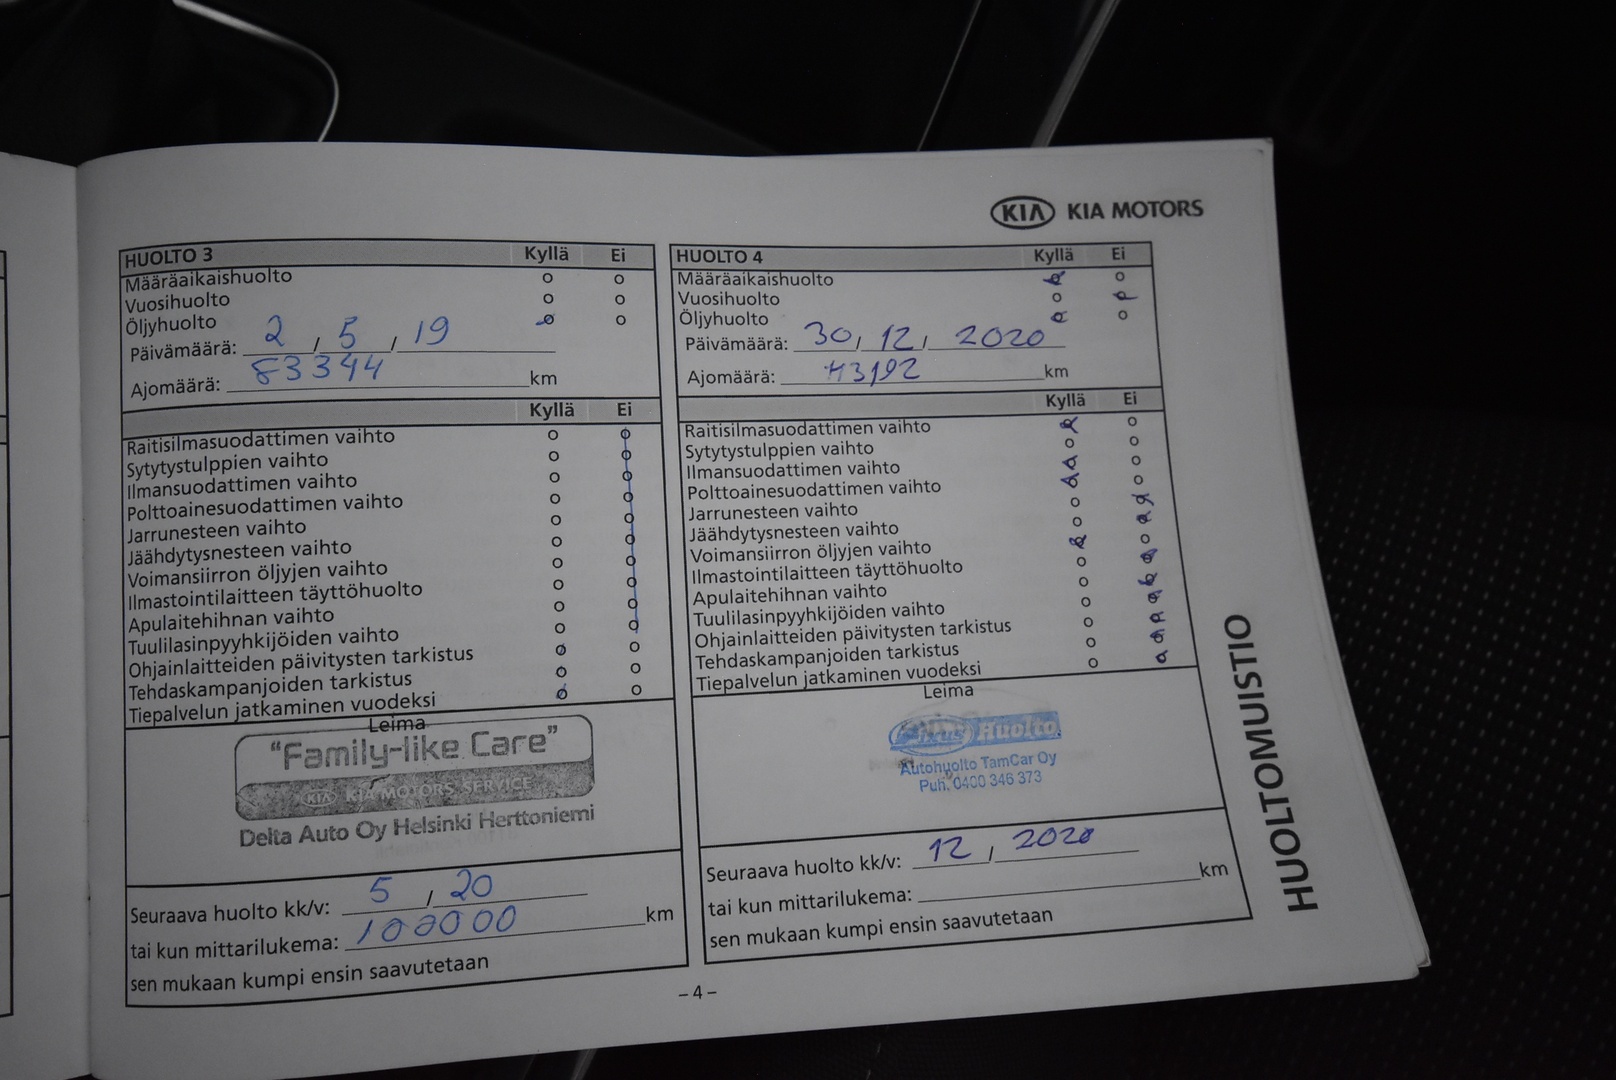 KIA KIA MOTORS
HUOLTO 3 Kyllä Ei
Määräaikaishuolto
Vuosihuolto
Öljyhuolto
Päivämäärä: 2 / 5 / 19
Ajomäärä: 83344 km
Kyllä Ei
Raitisilmasuodattimen vaihto
Sytytystulppien vaihto
Ilmansuodattimen vaihto
Polttoainesuodattimen vaihto
Jarrunesteen vaihto
Jäähdytysnesteen vaihto
Voimansiirron öljyjen vaihto
Ilmastointilaitteen täyttöhuolto
Apulaitehihnan vaihto
Tuulilasinpyyhkijöiden vaihto
Ohjainlaitteiden päivitysten tarkistus
Tehdaskampanjoiden tarkistus
Tiepalvelun jatkaminen vuodeksi
Leima
"Family-like Care"
KIA KIA MOTORS SERVICE
Delta Auto Oy Helsinki Herttoniemi
Seuraava huolto kk/v: 5 / 20
tai kun mittarilukema: 100000 km
sen mukaan kumpi ensin saavutetaan
HUOLTO 4 Kyllä Ei
Määräaikaishuolto
Vuosihuolto
Öljyhuolto
Päivämäärä: 30 / 12 / 2020
Ajomäärä: km
Kyllä Ei
Raitisilmasuodattimen vaihto
Sytytystulppien vaihto
Ilmansuodattimen vaihto
Polttoainesuodattimen vaihto
Jarrunesteen vaihto
Jäähdytysnesteen vaihto
Voimansiirron öljyjen vaihto
Ilmastointilaitteen täyttöhuolto
Apulaitehihnan vaihto
Tuulilasinpyyhkijöiden vaihto
Ohjainlaitteiden päivitysten tarkistus
Tehdaskampanjoiden tarkistus
Tiepalvelun jatkaminen vuodeksi
Leima
Huolto
Autohuolto TamCar Oy
Puh. 0400 346 373
Seuraava huolto kk/v: 12 /
tai kun mittarilukema: km
sen mukaan kumpi ensin saavutetaan
HUOLTOMUISTIO
– 4 –